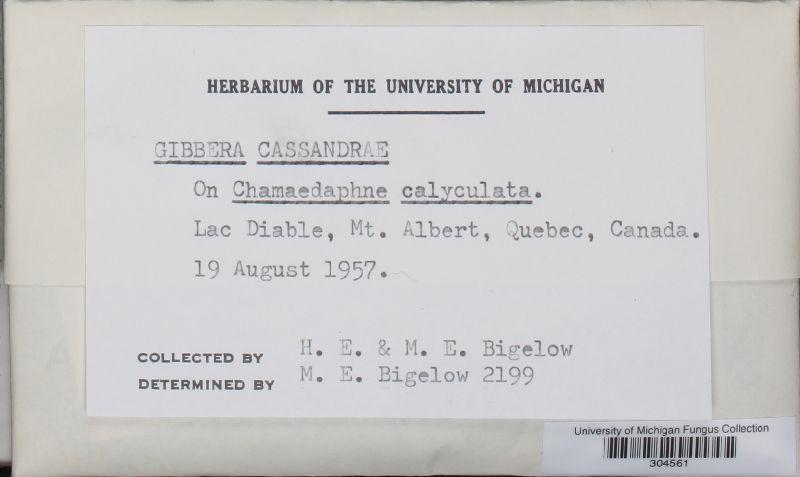 HERBARIUM OF THE UNIVERSITY OF MICHIGAN
GIBBERA CASSANDRAE
On Chamaedaphne calyculata.
Lac Diable, Mt. Albert, Quebec, Canada.
19 August 1957.
COLLECTED BY H. E. & M. E. Bigelow
DETERMINED BY M. E. Bigelow 2199
University of Michigan Fungus Collection
304561